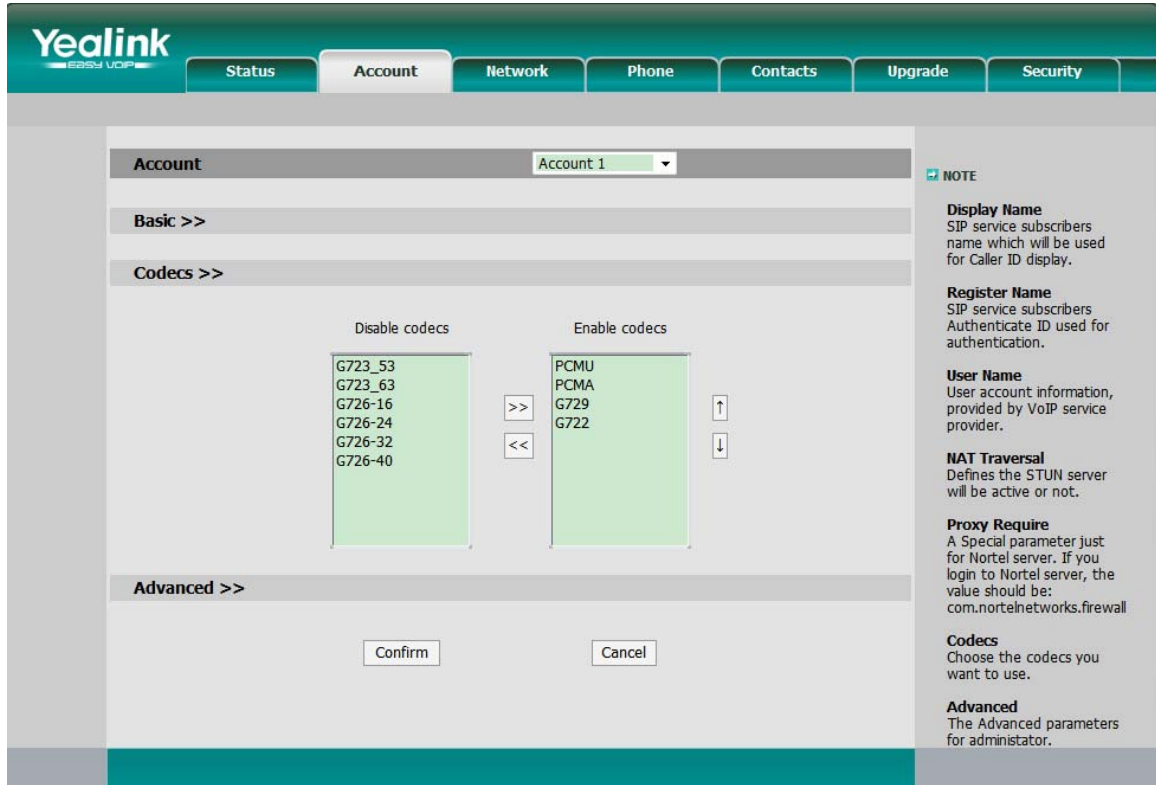 Yealink
EASY VOIP
Status Account Network Phone Contacts Upgrade Security
Account Account 1
Basic >>
Codecs >>
Disable codecs Enable codecs
G723_53
G723_63
G726-16
G726-24
G726-32
G726-40
>>
<<
PCMU
PCMA
G729
G722
↑
↓
Advanced >>
Confirm Cancel
NOTE
Display Name
SIP service subscribers
name which will be used
for Caller ID display.
Register Name
SIP service subscribers
Authenticate ID used for
authentication.
User Name
User account information,
provided by VoIP service
provider.
NAT Traversal
Defines the STUN server
will be active or not.
Proxy Require
A Special parameter just
for Nortel server. If you
login to Nortel server, the
value should be:
com.nortelnetworks.firewall
Codecs
Choose the codecs you
want to use.
Advanced
The Advanced parameters
for administator.